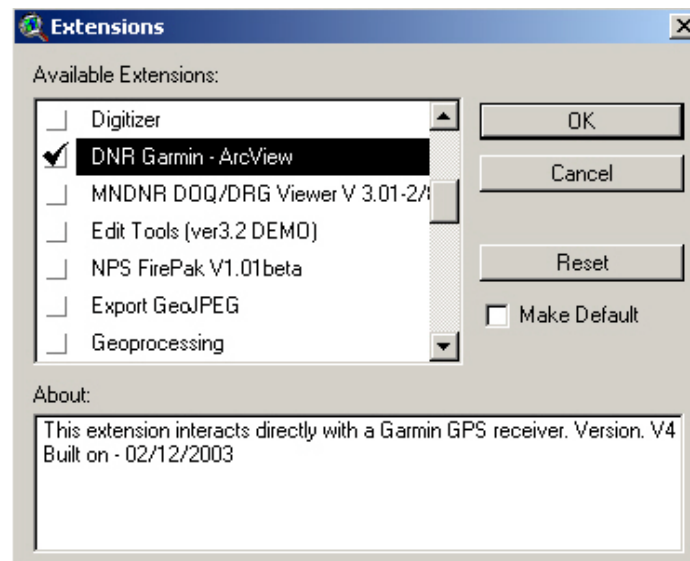 Extensions
Available Extensions:
Digitizer
DNR Garmin - ArcView
MNDNR DOQ/DRG Viewer V 3.01-2/
Edit Tools (ver3.2 DEMO)
NPS FirePak V1.01beta
Export GeoJPEG
Geoprocessing
OK
Cancel
Reset
Make Default
About:
This extension interacts directly with a Garmin GPS receiver. Version. V4
Built on - 02/12/2003